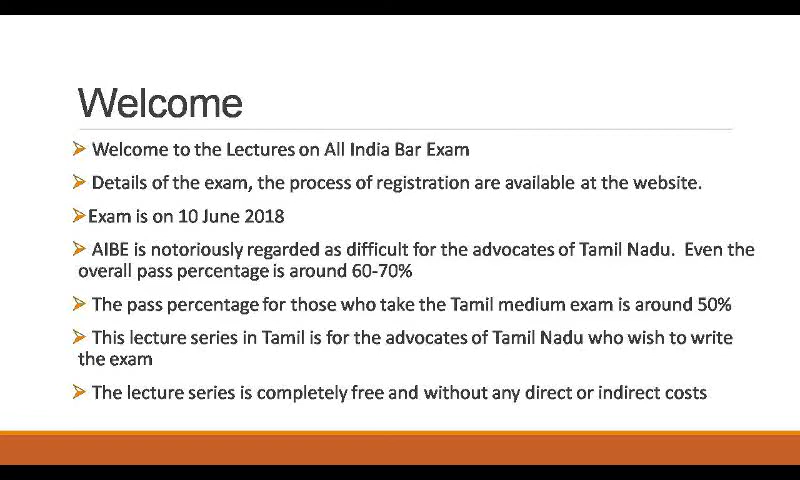 Welcome
➢ Welcome to the Lectures on All India Bar Exam
➢ Details of the exam, the process of registration are available at the website.
➢Exam is on 10 June 2018
➢ AIBE is notoriously regarded as difficult for the advocates of Tamil Nadu.  Even the
overall pass percentage is around 60-70%
➢ The pass percentage for those who take the Tamil medium exam is around 50%
➢ This lecture series in Tamil is for the advocates of Tamil Nadu who wish to write
the exam
➢ The lecture series is completely free and without any direct or indirect costs